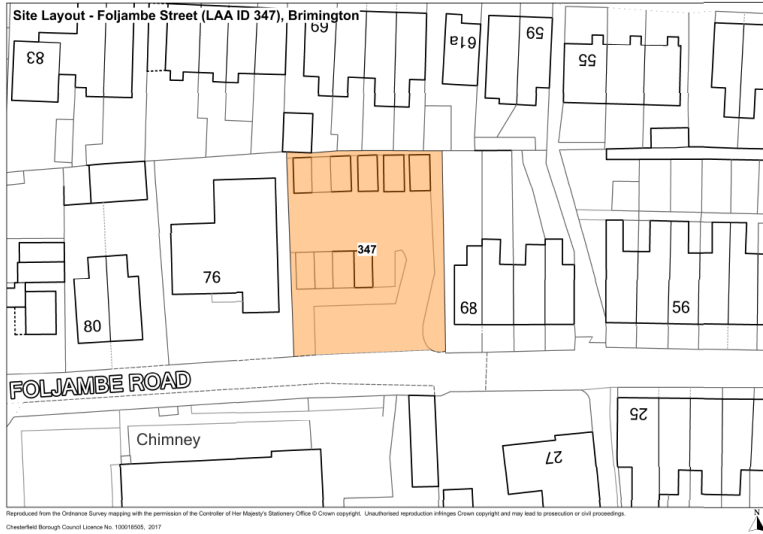 Site Layout - Foljambe Street (LAA ID 347), Brimington
83
69
61a
59
55
347
76
80
68
56
FOLJAMBE ROAD
Chimney
25
27
Reproduced from the Ordnance Survey mapping with the permission of the Controller of Her Majesty's Stationery Office © Crown copyright. Unauthorised reproduction infringes Crown copyright and may lead to prosecution or civil proceedings.
Chesterfield Borough Council Licence No. 100018505, 2017
N